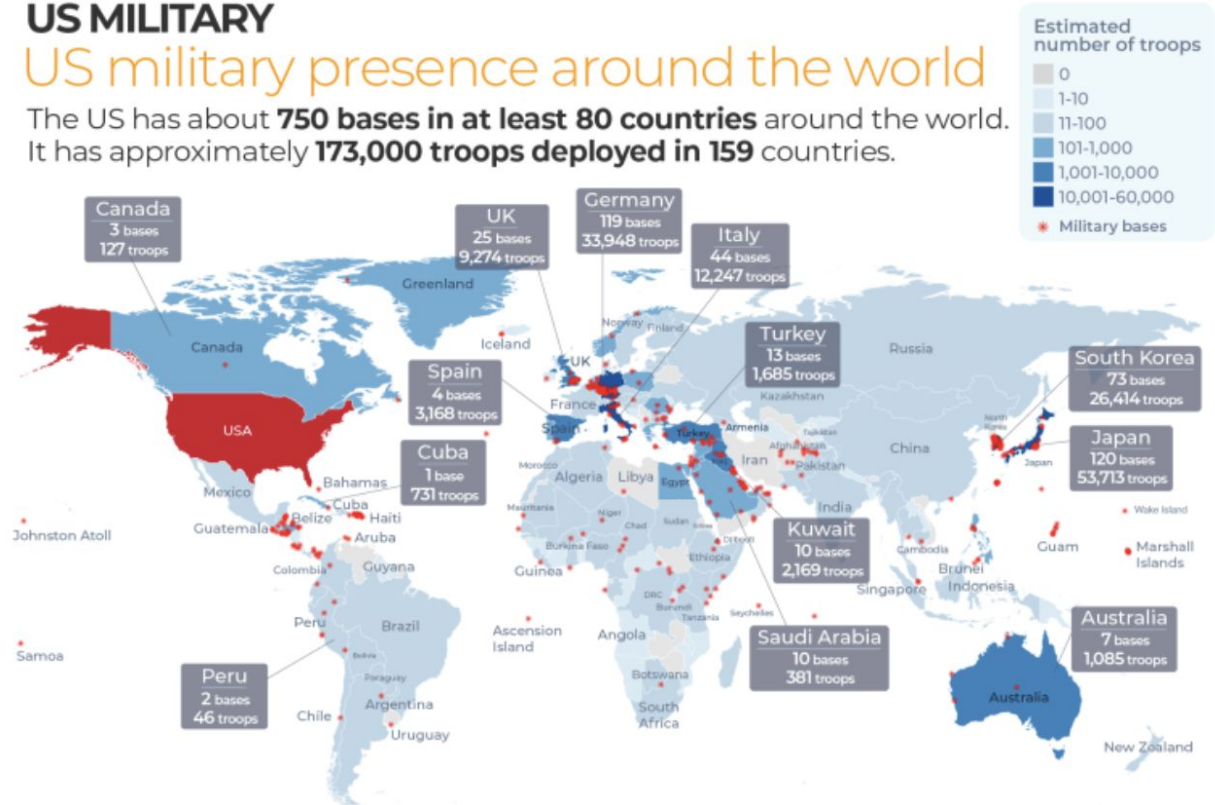 US MILITARY
US military presence around the world
The US has about 750 bases in at least 80 countries around the world.
It has approximately 173,000 troops deployed in 159 countries.
Estimated
number of troops
0
1-10
11-100
101-1,000
1,001-10,000
10,001-60,000
Military bases
Canada
3 bases
127 troops
UK
25 bases
9,274 troops
Germany
119 bases
33,948 troops
Italy
44 bases
12,247 troops
Turkey
13 bases
1,685 troops
Spain
4 bases
3,168 troops
South Korea
73 bases
26,414 troops
Japan
120 bases
53,713 troops
Cuba
1 base
731 troops
Kuwait
10 bases
2,169 troops
Saudi Arabia
10 bases
381 troops
Australia
7 bases
1,085 troops
Peru
2 bases
46 troops
Greenland
Canada
Iceland
Norway
Finland
UK
Russia
France
Kazakhstan
USA
Spain
Turkey
Armenia
North
Korea
Tajikistan
Afghanistan
China
Japan
Iran
Pakistan
Morocco
Algeria
Libya
Egypt
Iraq
Bahamas
Mexico
Cuba
Haiti
Belize
Guatemala
Aruba
Johnston Atoll
Mauritania
Niger
Chad
Sudan
Eritrea
Djibouti
India
Wake Island
Guam
Marshall
Islands
Burkina Faso
Ethiopia
Cambodia
Colombia
Guyana
Guinea
Brunei
Singapore
Indonesia
DRC
Burundi
Tanzania
Seychelles
Peru
Brazil
Ascension
Island
Angola
Samoa
Bolivia
Paraguay
Botswana
Argentina
Chile
South
Africa
Uruguay
Australia
New Zealand